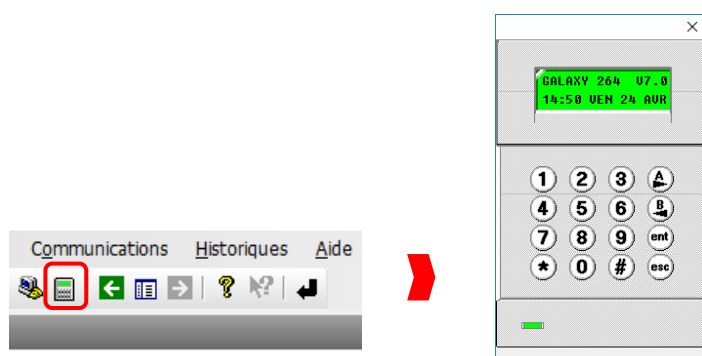 Communications Historiques Aide
GALAXY 264 V7.0
14:50 VEN 24 AVR
1 2 3 A
4 5 6 B
7 8 9 ent
* 0 # esc